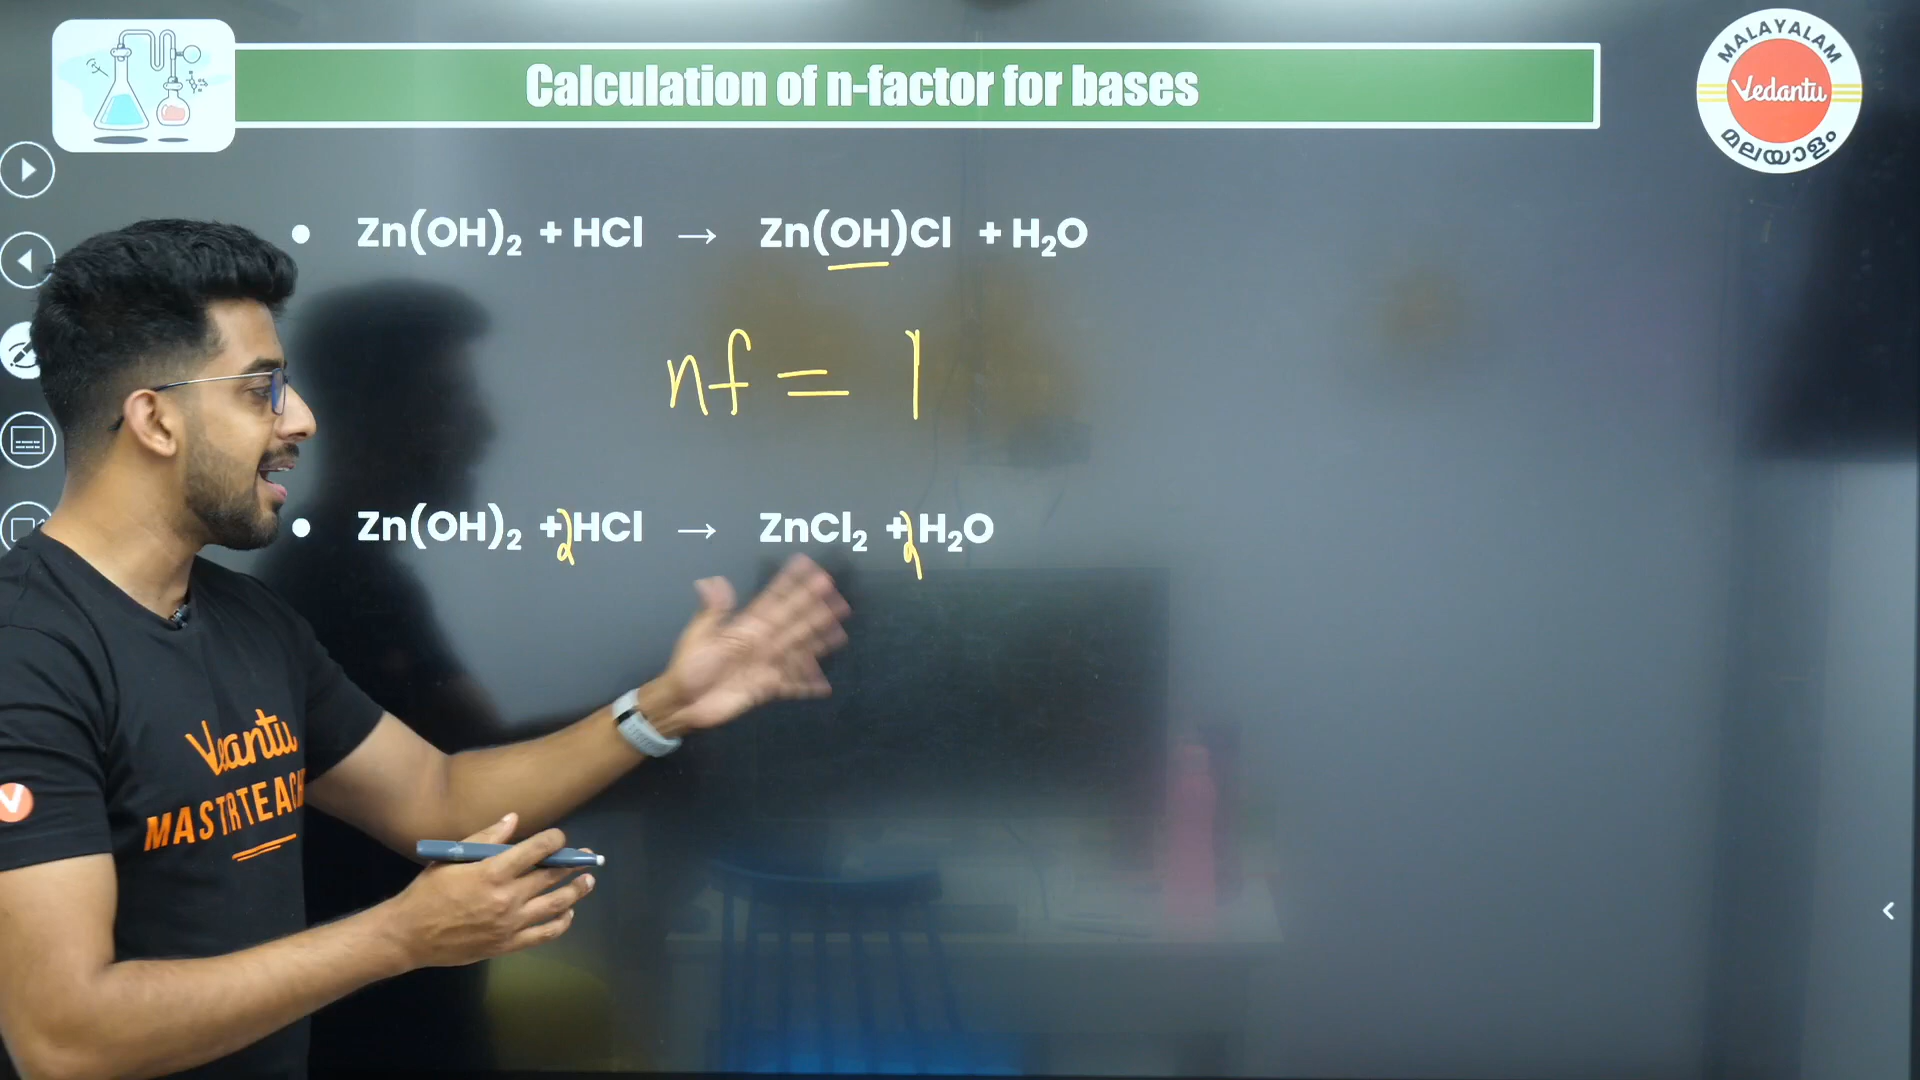 Calculation of n-factor for bases
MALAYALAM
Vedantu
മലയാളം
• Zn(OH)₂ + HCl → Zn(OH)Cl + H₂O
nf = 1
• Zn(OH)₂ + 2HCl → ZnCl₂ + 2H₂O
Vedantu
MASTRTEACH
V